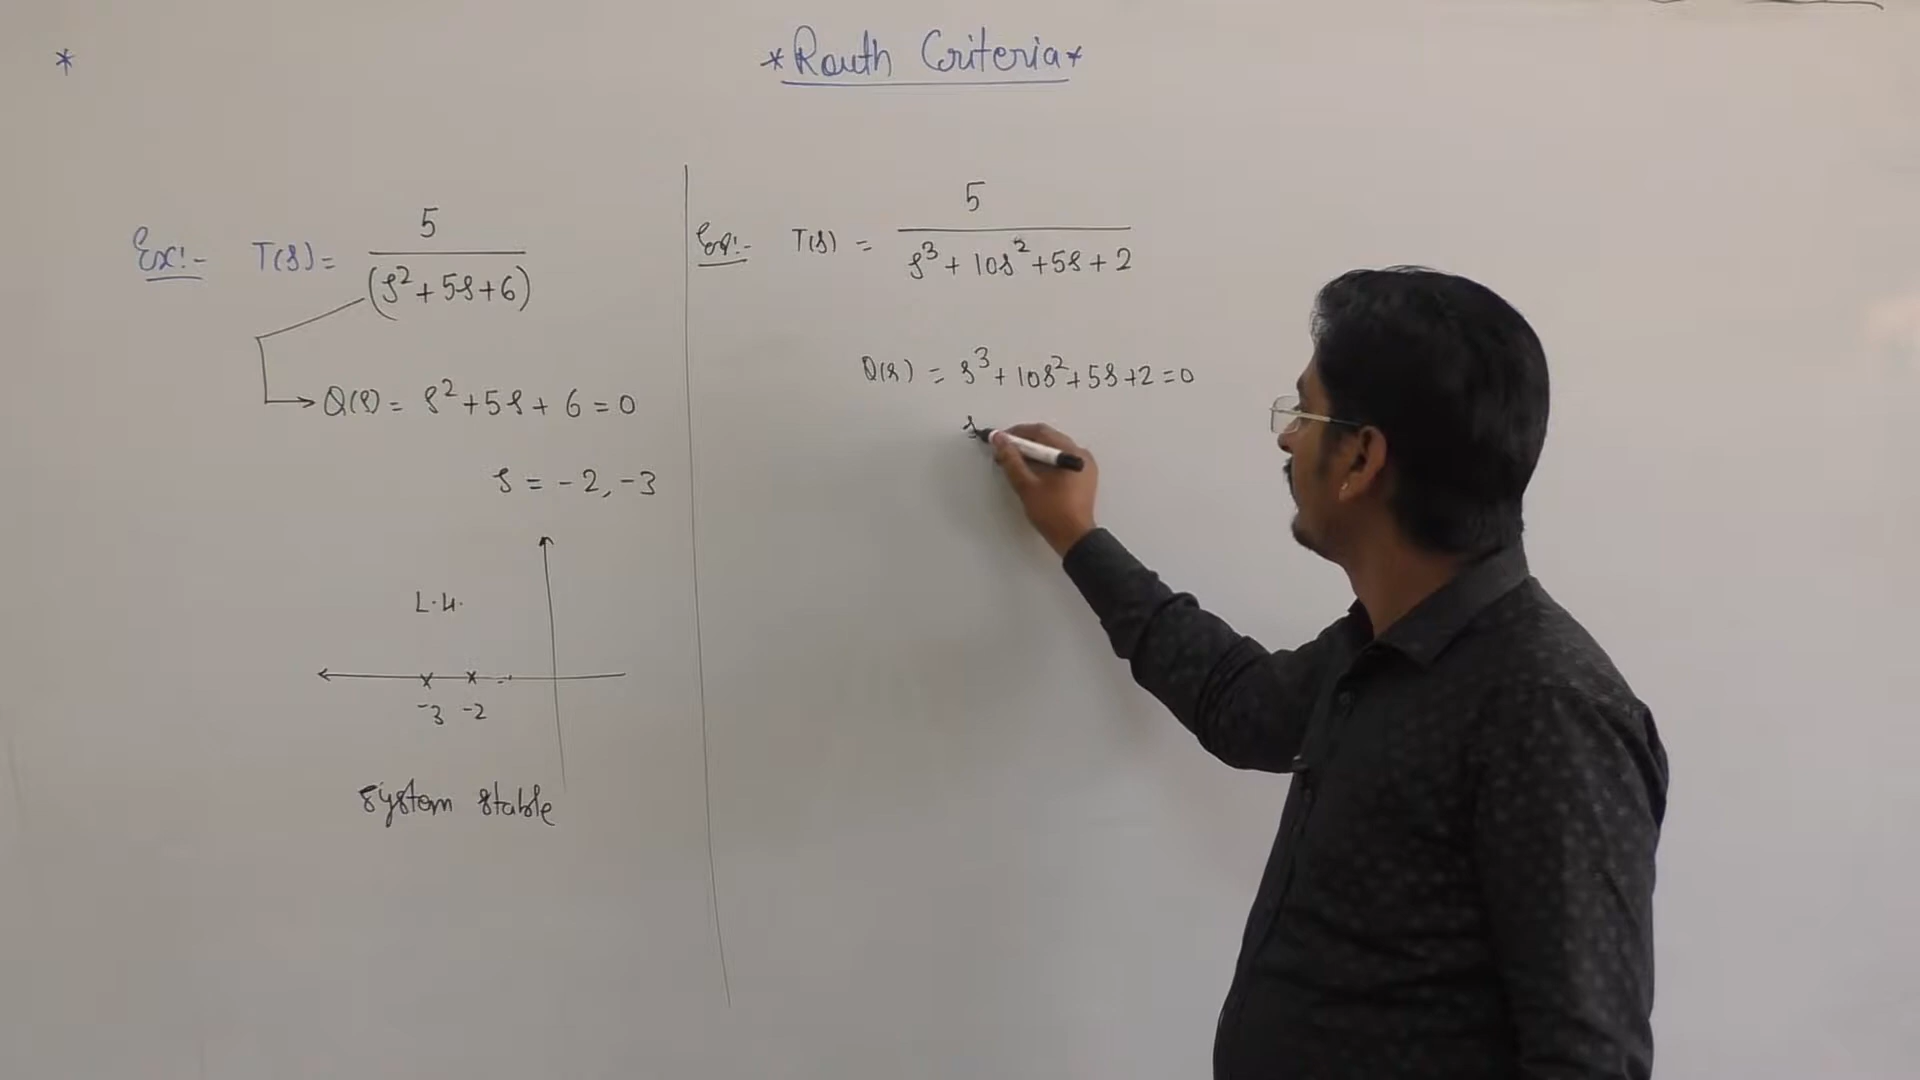 *
*Routh Criteria*
Ex:- T(s) = 5 / (s²+5s+6)
Q(s) = s²+5s+6=0
s = -2, -3
L.H.
-3 -2
System stable
T(s) = 5 / s³+10s²+5s+2
Q(s) = s³+10s²+5s+2=0
s